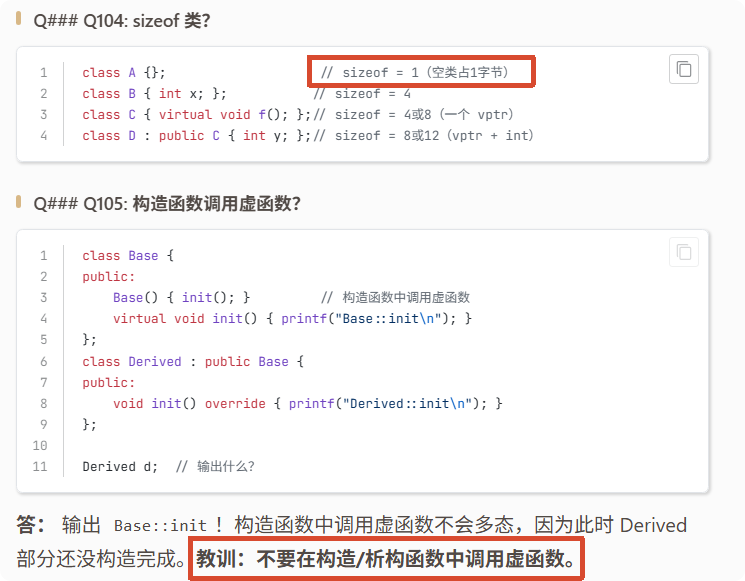 Q### Q104: sizeof 类?
1 class A {}; // sizeof = 1（空类占1字节）
2 class B { int x; }; // sizeof = 4
3 class C { virtual void f(); };// sizeof = 4或8（一个 vptr）
4 class D : public C { int y; };// sizeof = 8或12（vptr + int）
Q### Q105: 构造函数调用虚函数?
1 class Base {
2 public:
3 Base() { init(); } // 构造函数中调用虚函数
4 virtual void init() { printf("Base::init\n"); }
5 };
6 class Derived : public Base {
7 public:
8 void init() override { printf("Derived::init\n"); }
9 };
10
11 Derived d; // 输出什么?
答： 输出 Base::init ！构造函数中调用虚函数不会多态，因为此时 Derived
部分还没构造完成。教训：不要在构造/析构函数中调用虚函数。